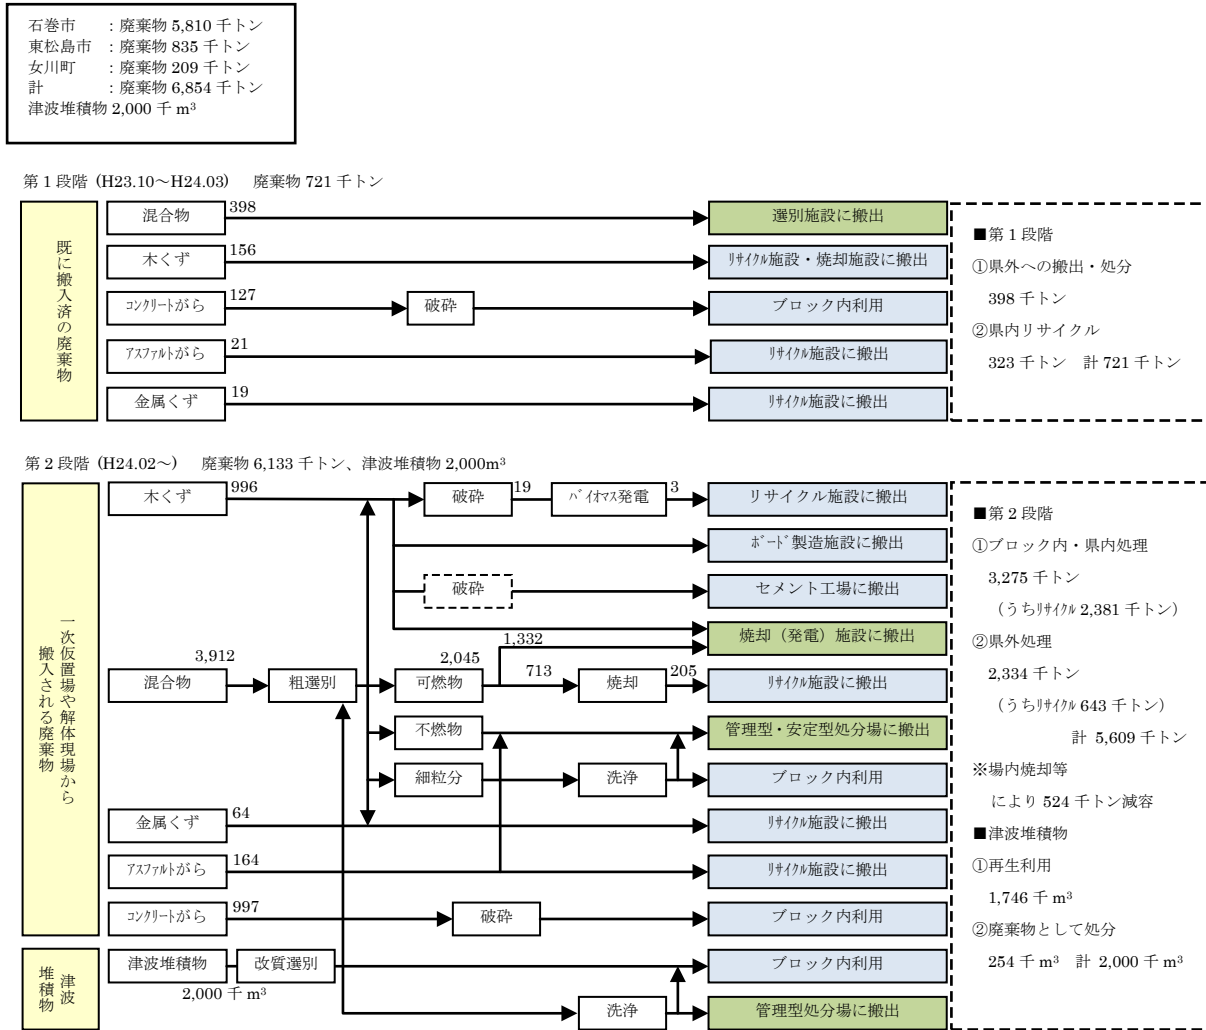 石巻市 ：廃棄物 5,810 千トン
東松島市 ：廃棄物 835 千トン
女川町 ：廃棄物 209 千トン
計 ：廃棄物 6,854 千トン
津波堆積物 2,000 千 m³
第 1 段階 (H23.10～H24.03) 廃棄物 721 千トン
既に搬入済の廃棄物
混合物 398 選別施設に搬出
木くず 156 ﾘｻｲｸﾙ施設・焼却施設に搬出
ｺﾝｸﾘｰﾄがら 127 破砕 ブロック内利用
ｱｽﾌｧﾙﾄがら 21 ﾘｻｲｸﾙ施設に搬出
金属くず 19 ﾘｻｲｸﾙ施設に搬出
■第 1 段階
①県外への搬出・処分
398 千トン
②県内リサイクル
323 千トン 計 721 千トン
第 2 段階 (H24.02～) 廃棄物 6,133 千トン、津波堆積物 2,000m³
一次仮置場や解体現場から
搬入される廃棄物
木くず 996 破砕 19 ﾊﾞｲｵﾏｽ発電 3 リサイクル施設に搬出
ﾎﾞｰﾄﾞ製造施設に搬出
破砕 セメント工場に搬出
1,332 焼却（発電）施設に搬出
混合物 3,912 粗選別 可燃物 2,045 713 焼却 205 ﾘｻｲｸﾙ施設に搬出
不燃物 管理型・安定型処分場に搬出
細粒分 洗浄 ブロック内利用
金属くず 64 ﾘｻｲｸﾙ施設に搬出
ｱｽﾌｧﾙﾄがら 164 ﾘｻｲｸﾙ施設に搬出
ｺﾝｸﾘｰﾄがら 997 破砕 ブロック内利用
津波
堆積物
津波堆積物 改質選別 ブロック内利用
2,000 千 m³
洗浄 管理型処分場に搬出
■第 2 段階
①ブロック内・県内処理
3,275 千トン
（うちﾘｻｲｸﾙ 2,381 千トン）
②県外処理
2,334 千トン
（うちﾘｻｲｸﾙ 643 千トン）
計 5,609 千トン
※場内焼却等
により 524 千トン減容
■津波堆積物
①再生利用
1,746 千 m³
②廃棄物として処分
254 千 m³ 計 2,000 千 m³